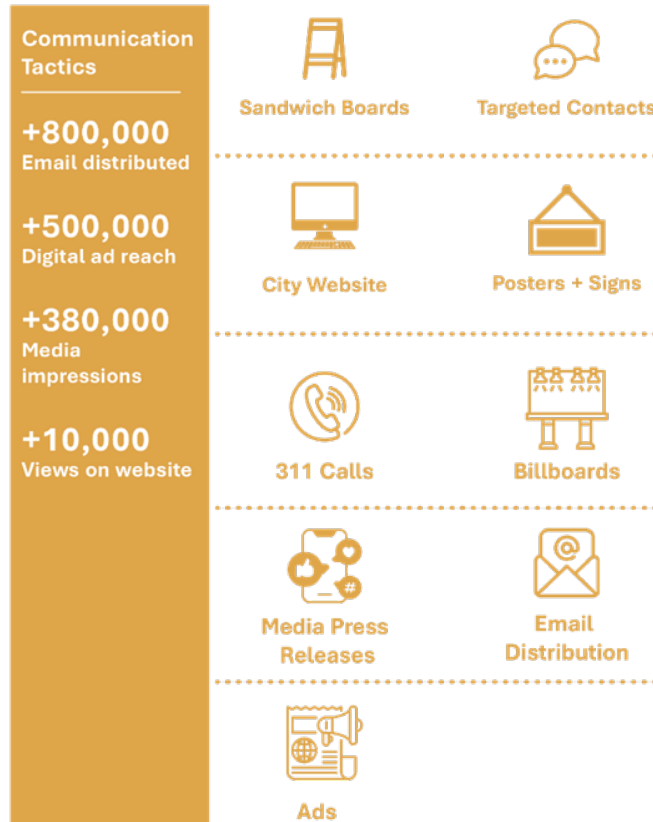 Communication
Tactics
+800,000
Email distributed
+500,000
Digital ad reach
+380,000
Media
impressions
+10,000
Views on website
Sandwich Boards
Targeted Contacts
City Website
Posters + Signs
311 Calls
Billboards
Media Press
Releases
@
Email
Distribution
#
Ads